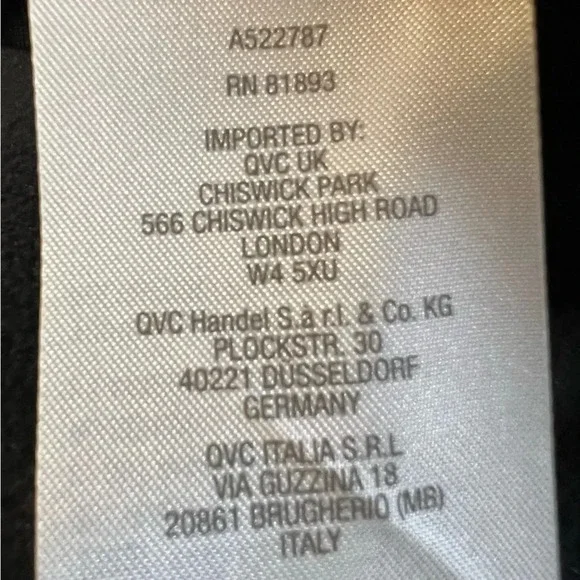 A522787
RN 81893
IMPORTED BY:
QVC UK
CHISWICK PARK
566 CHISWICK HIGH ROAD
LONDON
W4 5XU
QVC Handel S.à r.l. & Co. KG
PLOCKSTR. 30
40221 DUSSELDORF
GERMANY
QVC ITALIA S.R.L
VIA GUZZINA 18
20861 BRUGHERIO (MB)
ITALY